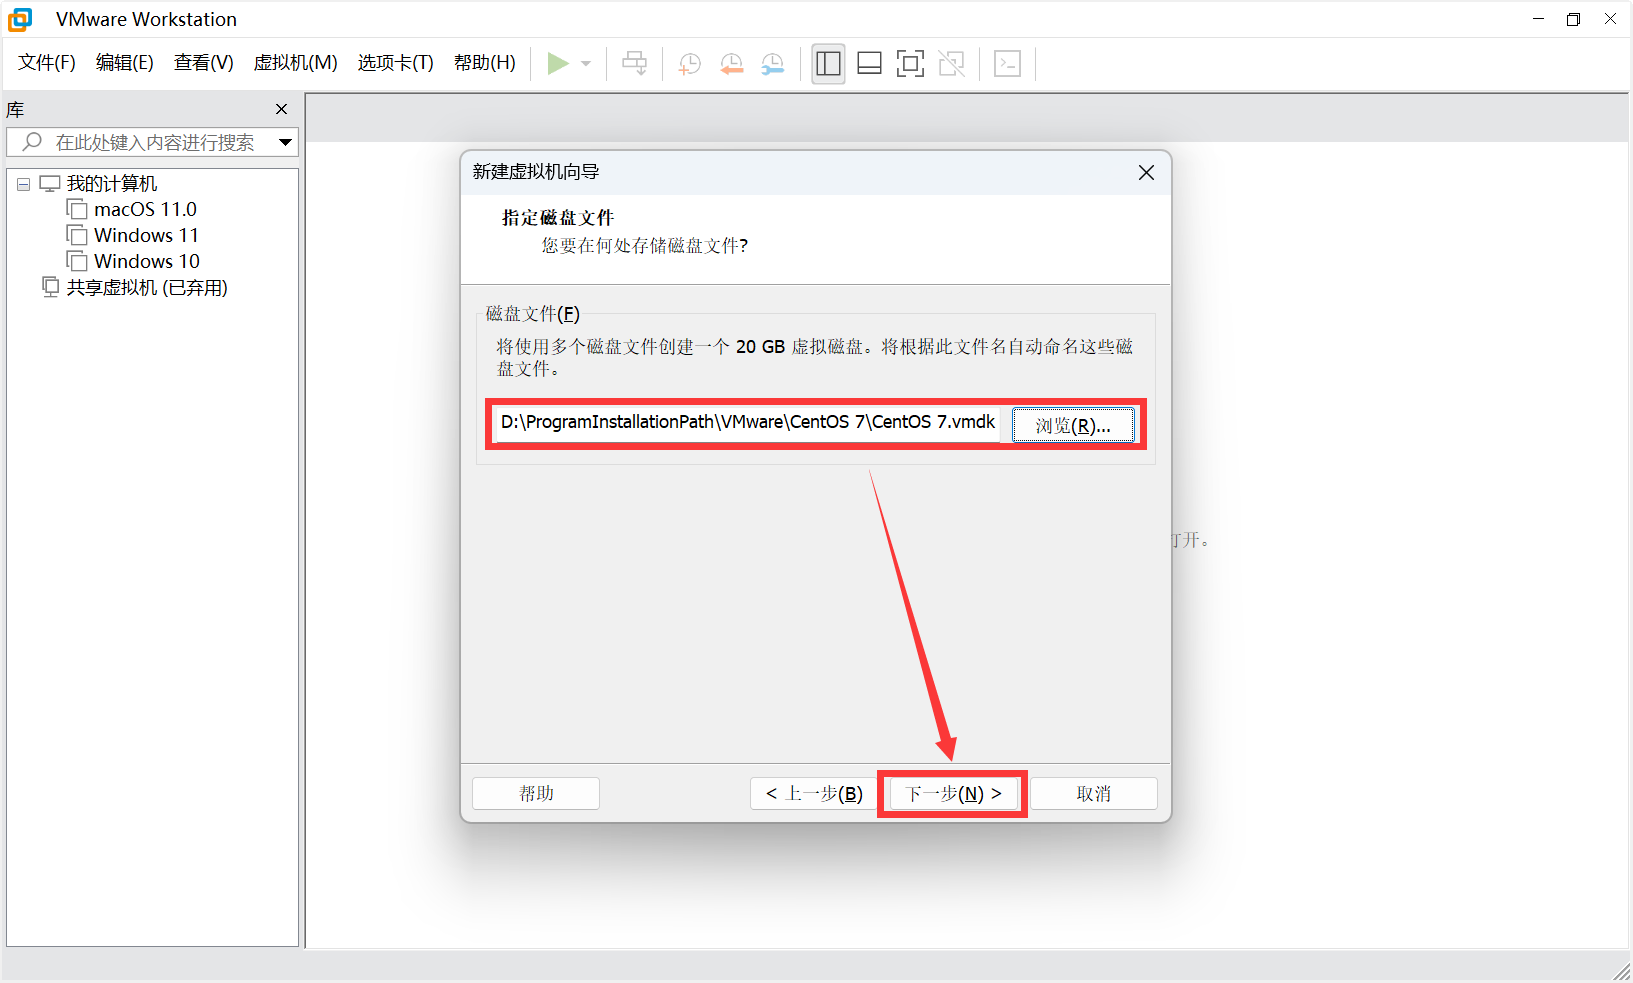 VMware Workstation
文件(F) 编辑(E) 查看(V) 虚拟机(M) 选项卡(T) 帮助(H)
库
在此处键入内容进行搜索
我的计算机
macOS 11.0
Windows 11
Windows 10
共享虚拟机 (已弃用)
新建虚拟机向导
指定磁盘文件
您要在何处存储磁盘文件?
磁盘文件(F)
将使用多个磁盘文件创建一个 20 GB 虚拟磁盘。将根据此文件名自动命名这些磁
盘文件。
D:\ProgramInstallationPath\VMware\CentOS 7\CentOS 7.vmdk 浏览(R)...
打开。
帮助 < 上一步(B) 下一步(N) > 取消